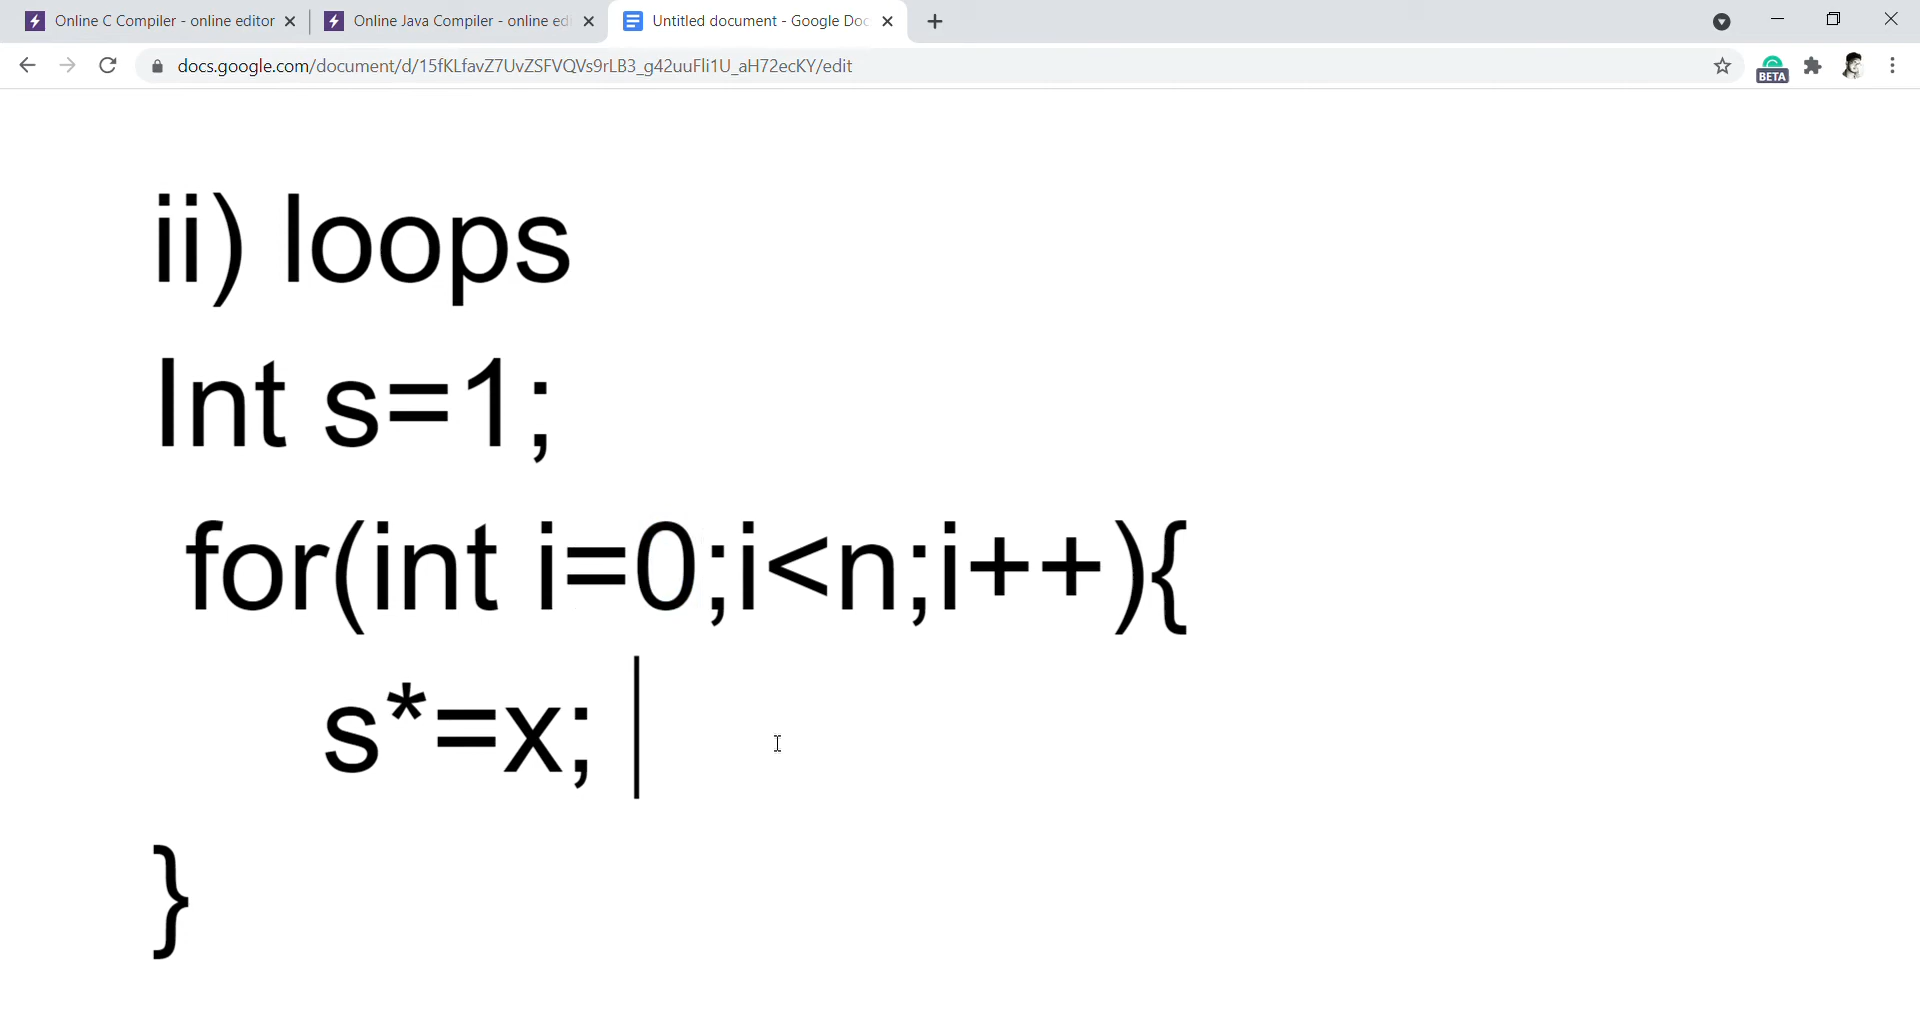 Online C Compiler - online editor
Online Java Compiler - online edi
Untitled document - Google Doc
docs.google.com/document/d/15fKLfavZ7UvZSFVQVs9rLB3_g42uuFli1U_aH72ecKY/edit
BETA
ii) loops
Int s=1;
for(int i=0;i<n;i++){
s*=x;
}